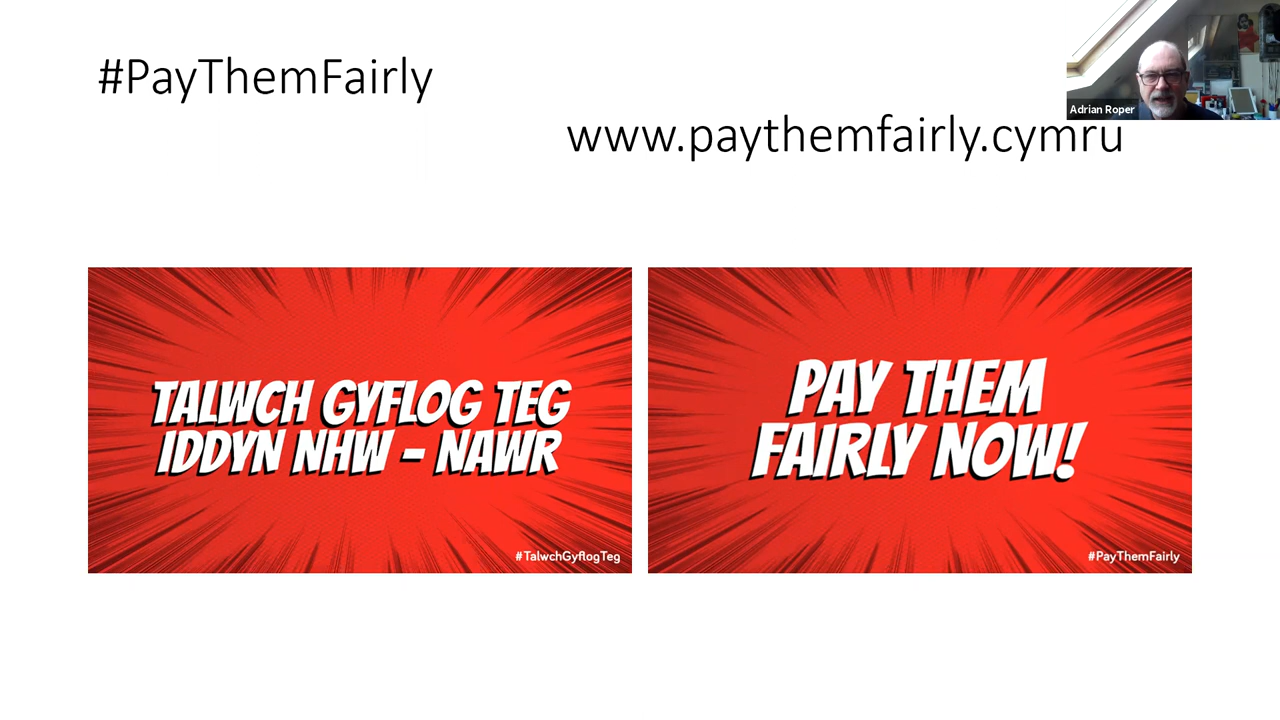 #PayThemFairly
Adrian Roper
www.paythemfairly.cymru
TALWCH GYFLOG TEG
IDDYN NHW – NAWR
#TalwchGyflogTeg
PAY THEM
FAIRLY NOW!
#PayThemFairly